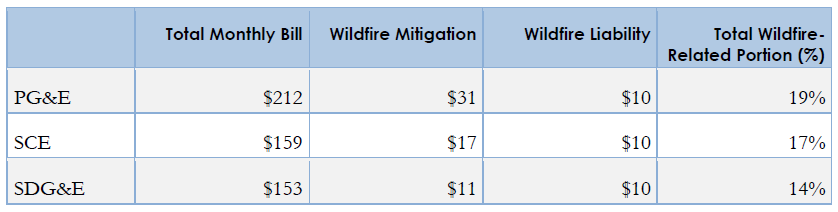 Total Monthly Bill Wildfire Mitigation Wildfire Liability Total Wildfire-
Related Portion (%)
PG&E $212 $31 $10 19%
SCE $159 $17 $10 17%
SDG&E $153 $11 $10 14%